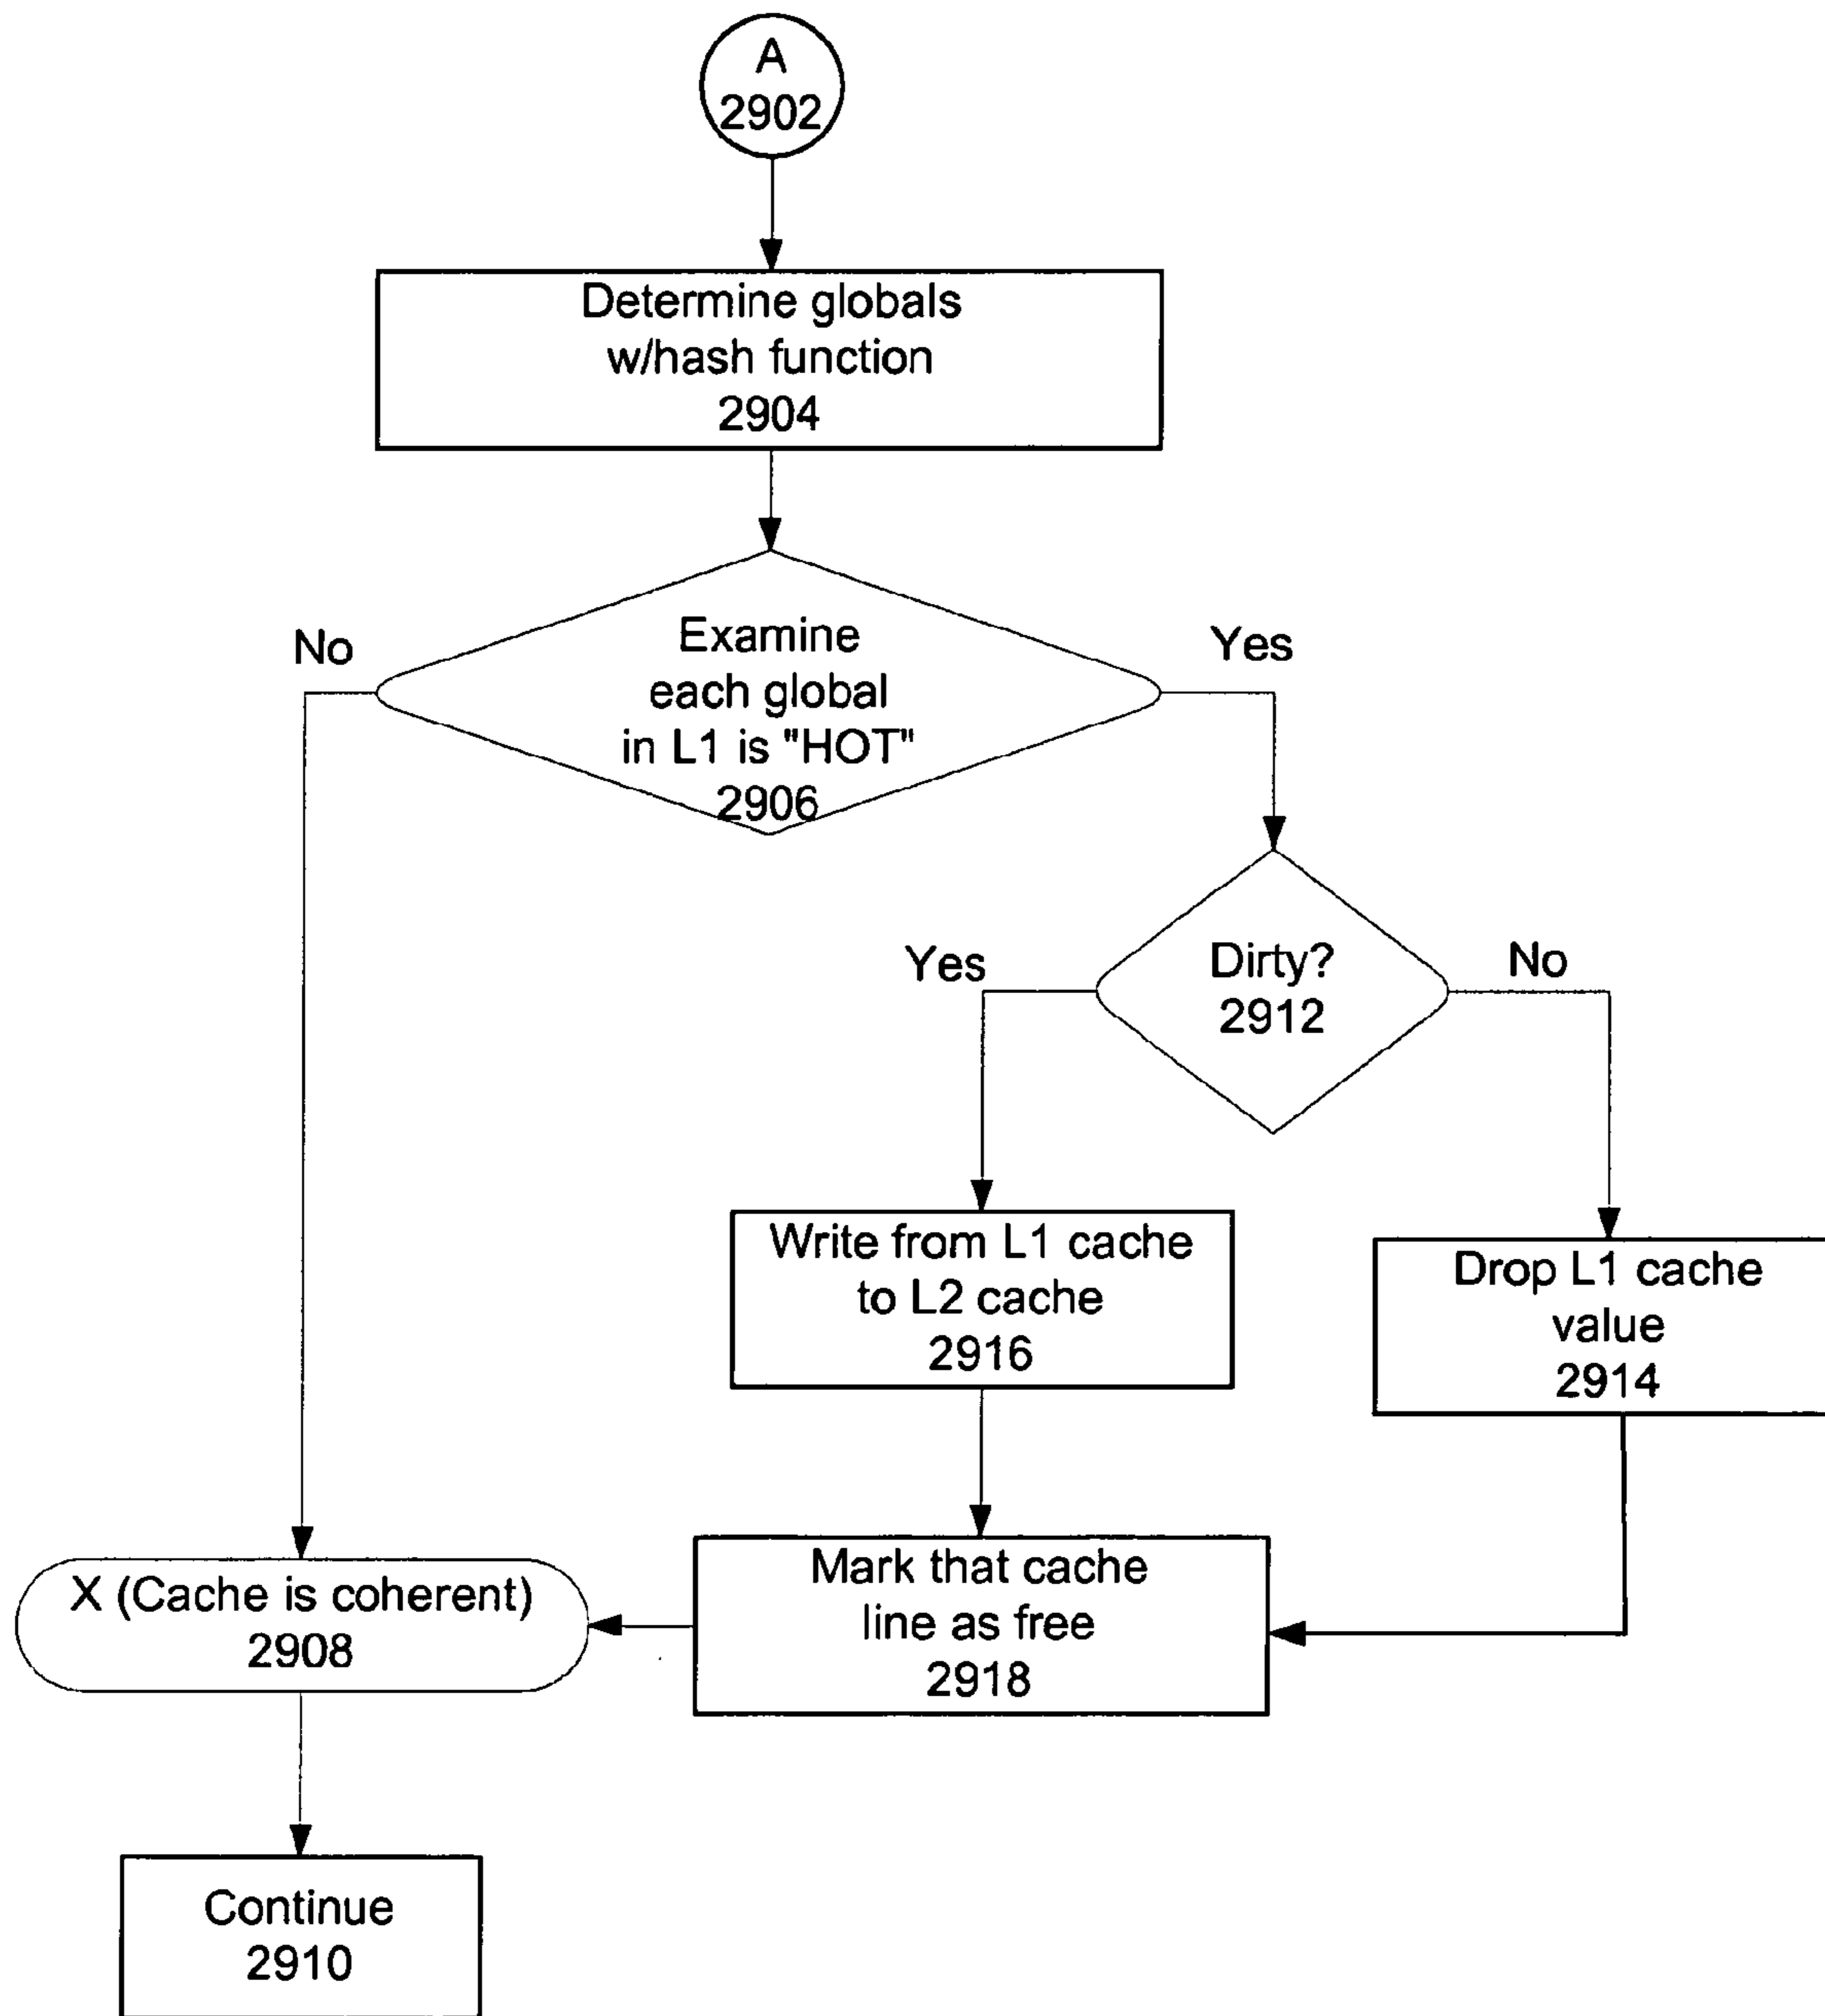 A
2902
Determine globals
w/hash function
2904
No
Examine
each global
in L1 is "HOT"
2906
Yes
Yes
Dirty?
2912
No
Write from L1 cache
to L2 cache
2916
Drop L1 cache
value
2914
X (Cache is coherent)
2908
Mark that cache
line as free
2918
Continue
2910